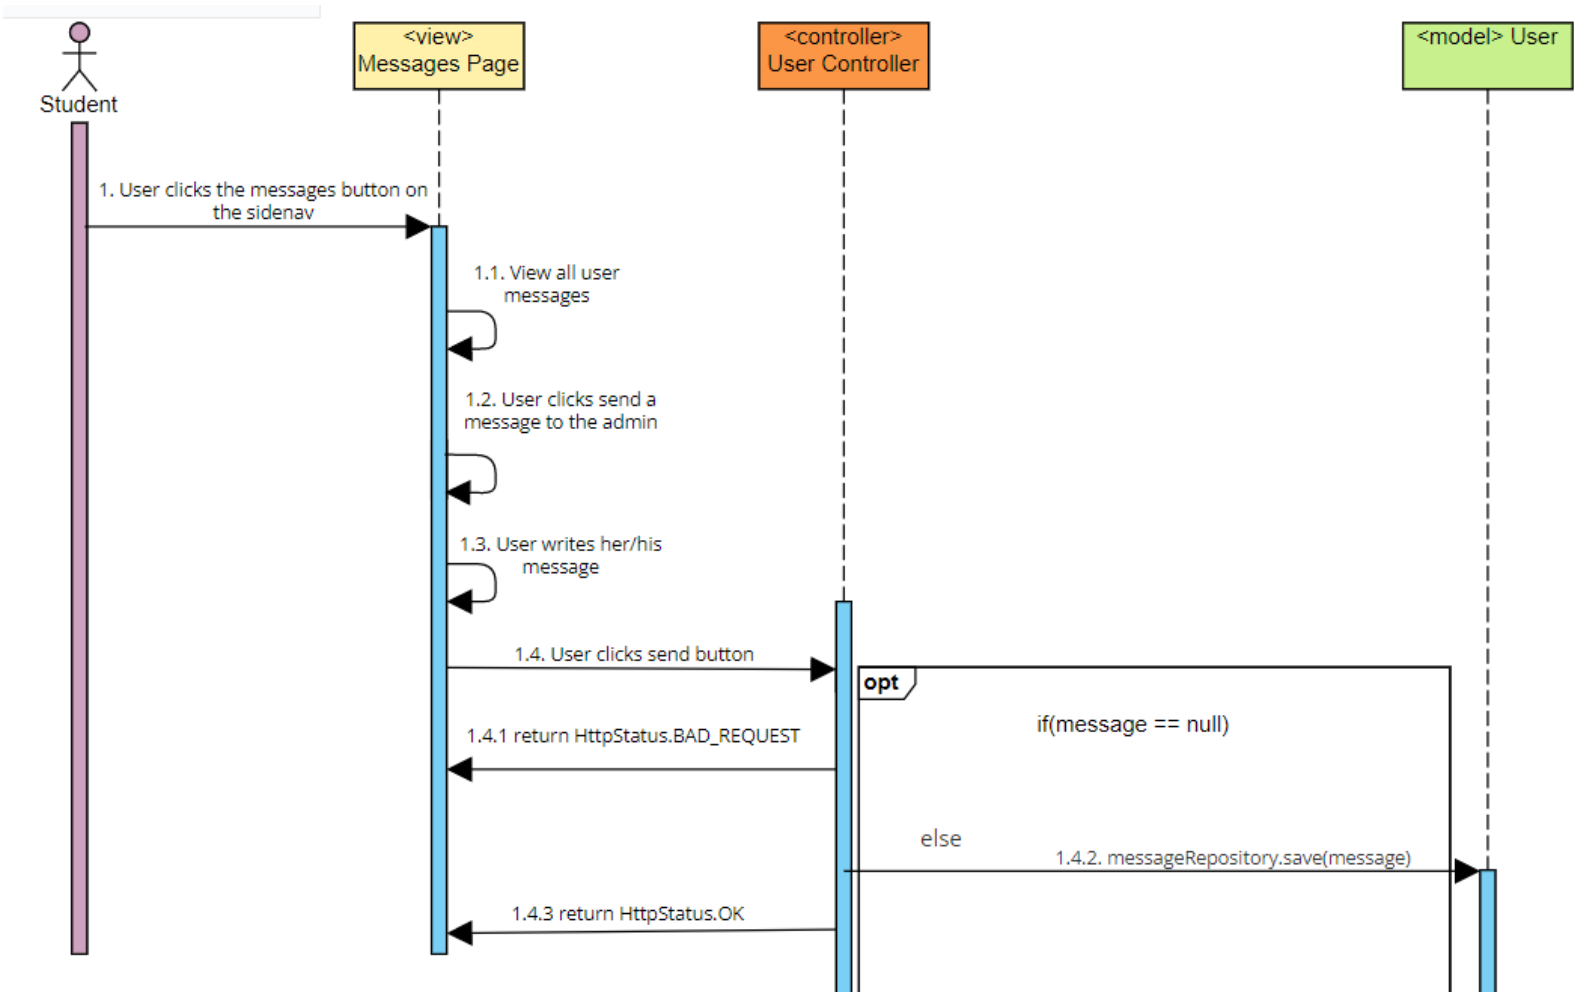 <view>
Messages Page
<controller>
User Controller
<model> User
Student
1. User clicks the messages button on
the sidenav
1.1. View all user
messages
1.2. User clicks send a
message to the admin
1.3. User writes her/his
message
1.4. User clicks send button
opt
if(message == null)
1.4.1 return HttpStatus.BAD_REQUEST
else
1.4.2. messageRepository.save(message)
1.4.3 return HttpStatus.OK